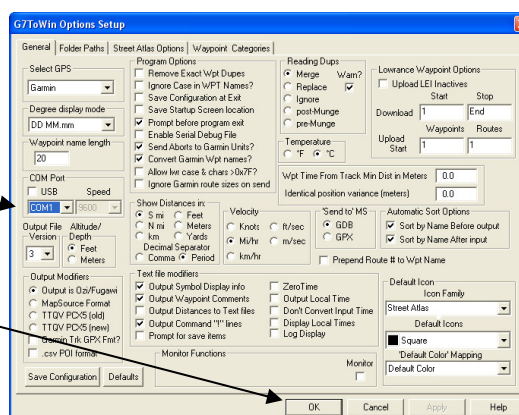 G7ToWin Options Setup
General
Folder Paths
Street Atlas Options
Waypoint Categories
Select GPS
Garmin
Degree display mode
DD MM.mm
Waypoint name length
20
COM Port
USB
Speed
COM1
9600
Output File Version
3
Altitude/ Depth
Feet
Meters
Output Modifiers
Output is Ozi/Fugawi
MapSource Format
TTQV PCX5 (old)
TTQV PCX5 (new)
Garmin Trk GPX Fmt?
.csv POI format
Save Configuration
Defaults
Program Options
Remove Exact Wpt Dupes
Ignore Case in WPT Names?
Save Configuration at Exit
Save Startup Screen location
Prompt before program exit
Enable Serial Debug File
Send Aborts to Garmin Units?
Convert Garmin Wpt names?
Allow lwc case & chars >0x7F?
Ignore Garmin route sizes on send
Reading Dups
Merge
Warn?
Replace
Ignore
post-Munge
pre-Munge
Temperature
°F
°C
Lowrance Waypoint Options
Upload LEI Inactives
Start
Stop
Download
1
End
Waypoints
Routes
Upload Start
1
1
Wpt Time From Track Min Dist in Meters
0.0
Identical position variance (meters)
0.0
Show Distances in:
S mi
Feet
N mi
Meters
km
Yards
Decimal Separator
Comma
Period
Velocity
Knots
ft/sec
Mi/hr
m/sec
km/hr
'Send to' MS
GDB
GPX
Automatic Sort Options
Sort by Name Before output
Sort by Name After input
Prepend Route # to Wpt Name
Text file modifiers
Output Symbol Display info
Output Waypoint Comments
Output Distances to Text files
Output Command "!" lines
Prompt for save items
ZeroTime
Output Local Time
Don't Convert Input Time
Display Local Times
Log Display
Monitor Functions
Monitor
Default Icon
Icon Family
Street Atlas
Default Icons
Square
'Default Color' Mapping
Default Color
OK
Cancel
Apply
Help